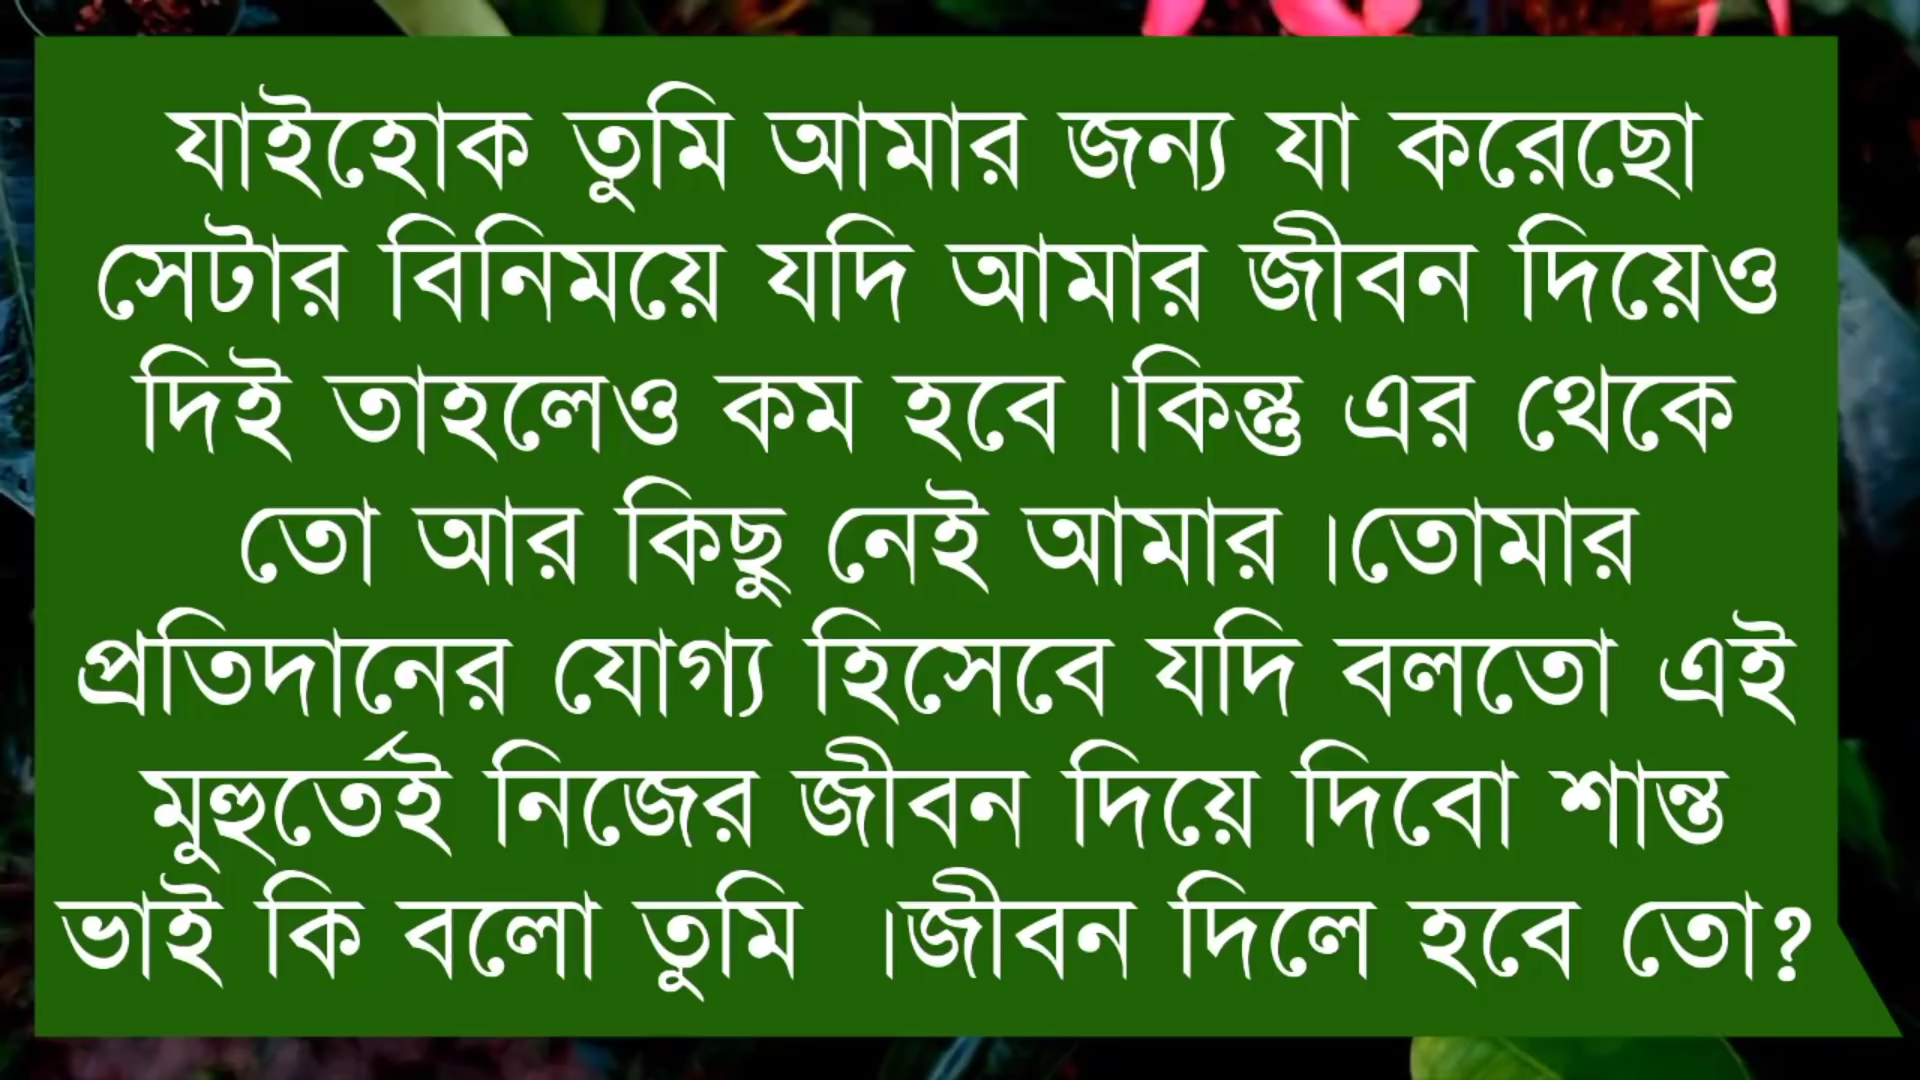 যাইহোক তুমি আমার জন্য যা করেছো
সেটার বিনিময়ে যদি আমার জীবন দিয়েও
দিই তাহলেও কম হবে ।কিন্তু এর থেকে
তো আর কিছু নেই আমার ।তোমার
প্রতিদানের যোগ্য হিসেবে যদি বলতো এই
মুহুর্তেই নিজের জীবন দিয়ে দিবো শান্ত
ভাই কি বলো তুমি ।জীবন দিলে হবে তো?